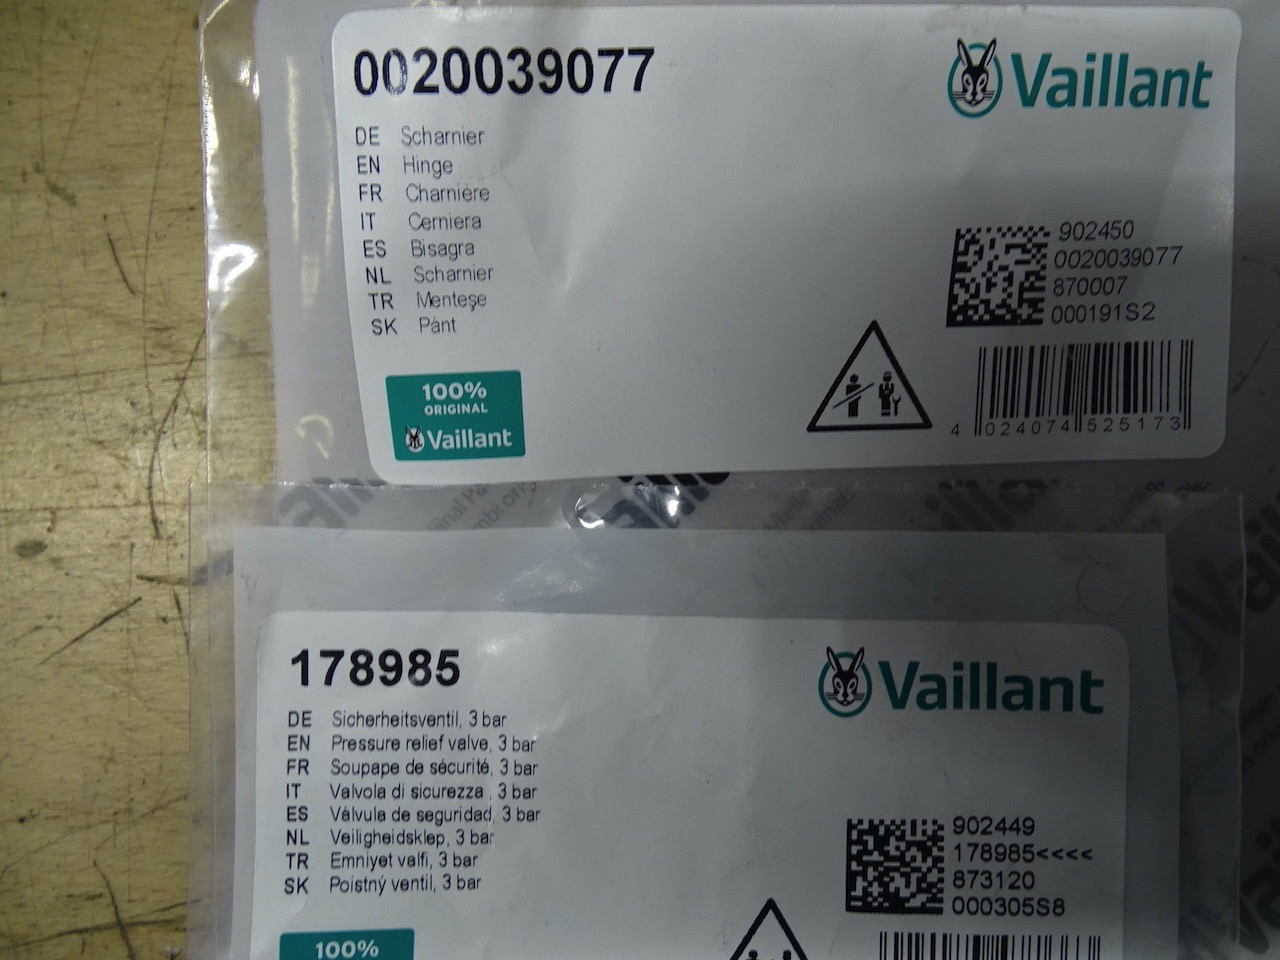 0020039077
Vaillant
DE Scharnier
EN Hinge
FR Charnière
IT Cerniera
ES Bisagra
NL Scharnier
TR Menteşe
SK Pánt
902450
0020039077
870007
000191S2
100%
ORIGINAL
Vaillant
4 024074 525173
178985
Vaillant
DE Sicherheitsventil, 3 bar
EN Pressure relief valve, 3 bar
FR Soupape de sécurité, 3 bar
IT Valvola di sicurezza , 3 bar
ES Válvula de seguridad, 3 bar
NL Veiligheidsklep, 3 bar
TR Emniyet valfi, 3 bar
SK Poistný ventil, 3 bar
902449
178985<<<<
873120
000305S8
100%